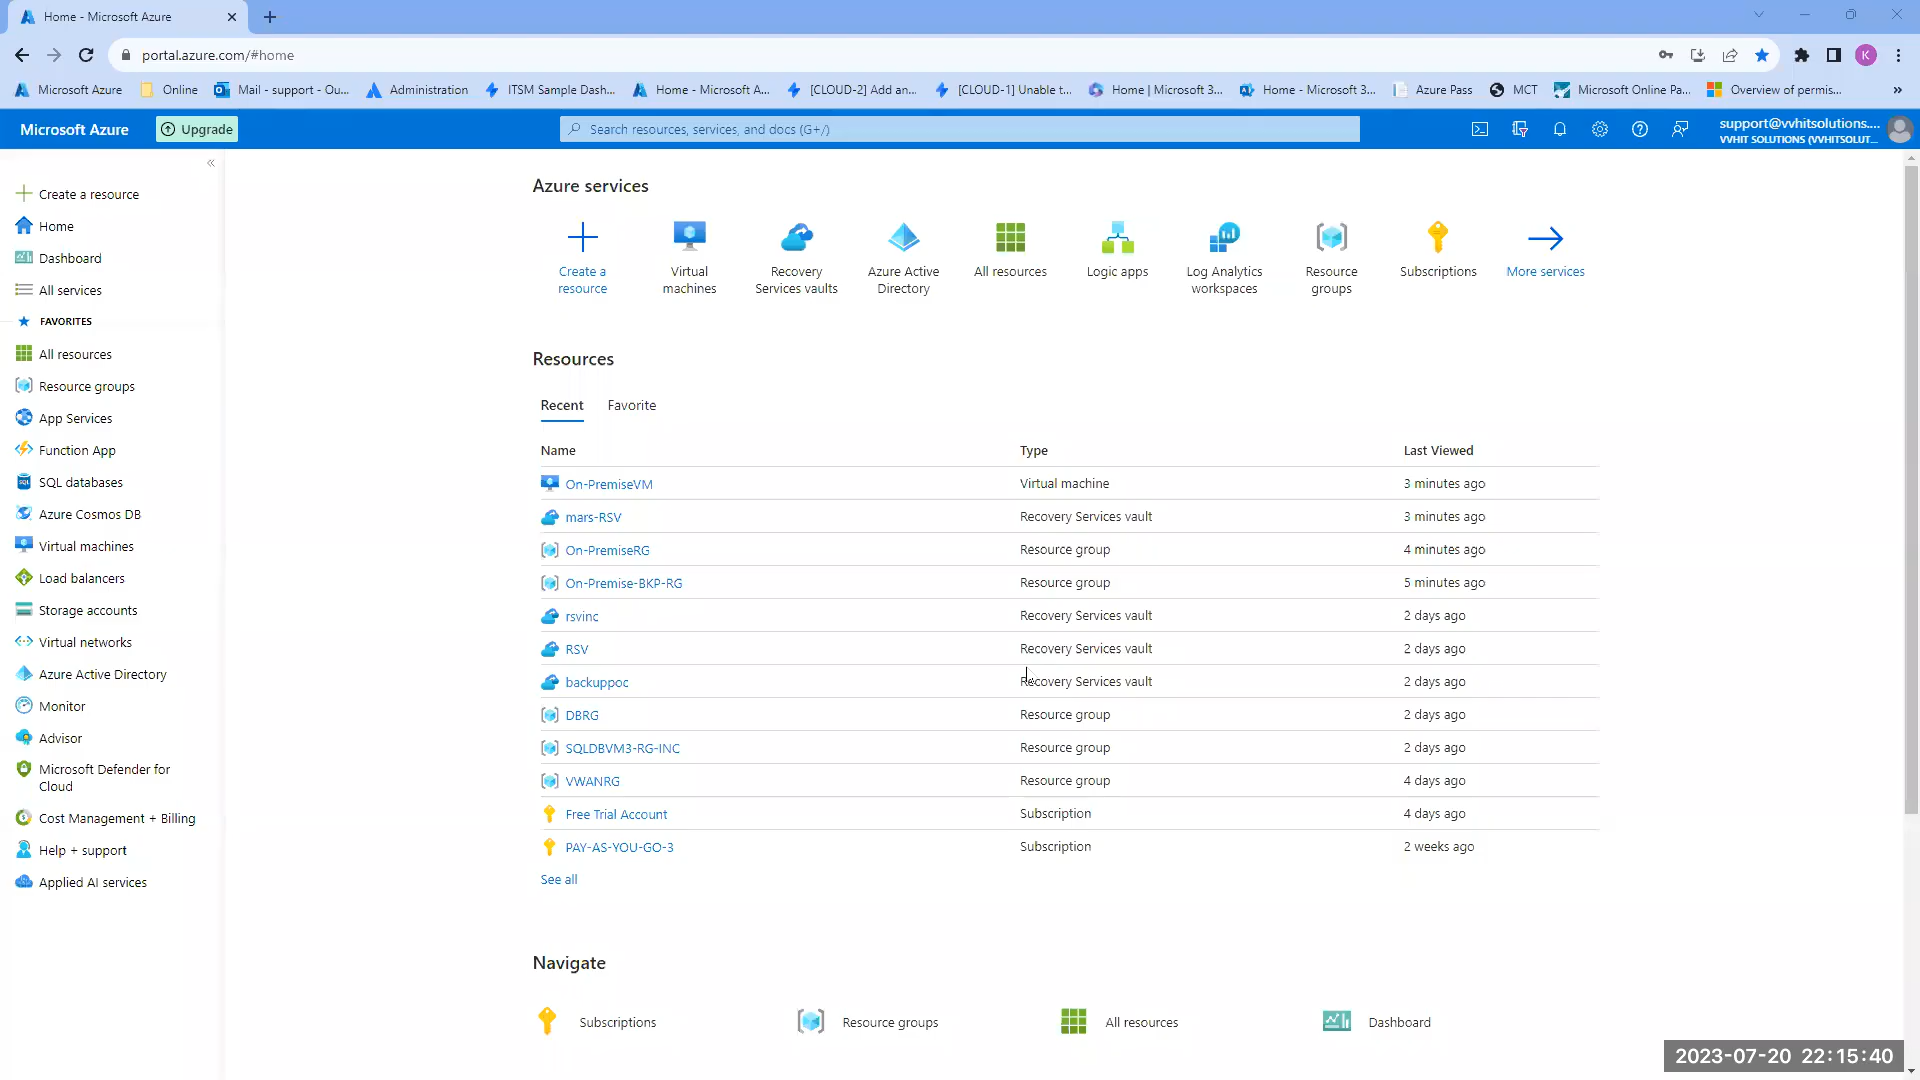 Home - Microsoft Azure
portal.azure.com/#home
Microsoft Azure Online Mail - support - Ou... Administration ITSM Sample Dash... Home - Microsoft A... [CLOUD-2] Add an... [CLOUD-1] Unable t... Home | Microsoft 3... Home - Microsoft 3... Azure Pass MCT Microsoft Online Pa... Overview of permis... »
Microsoft Azure Upgrade Search resources, services, and docs (G+/) support@vvhitsolutions....
VVHIT SOLUTIONS (VVHITSOLUT...
K
«
Create a resource
Home
Dashboard
All services
FAVORITES
All resources
Resource groups
App Services
Function App
SQL databases
Azure Cosmos DB
Virtual machines
Load balancers
Storage accounts
Virtual networks
Azure Active Directory
Monitor
Advisor
Microsoft Defender for
Cloud
Cost Management + Billing
Help + support
Applied AI services
Azure services
Create a
resource
Virtual
machines
Recovery
Services vaults
Azure Active
Directory
All resources
Logic apps
Log Analytics
workspaces
Resource
groups
Subscriptions
More services
Resources
Recent Favorite
Name Type Last Viewed
On-PremiseVM Virtual machine 3 minutes ago
mars-RSV Recovery Services vault 3 minutes ago
On-PremiseRG Resource group 4 minutes ago
On-Premise-BKP-RG Resource group 5 minutes ago
rsvinc Recovery Services vault 2 days ago
RSV Recovery Services vault 2 days ago
backuppoc Recovery Services vault 2 days ago
DBRG Resource group 2 days ago
SQLDBVM3-RG-INC Resource group 2 days ago
VWANRG Resource group 4 days ago
Free Trial Account Subscription 4 days ago
PAY-AS-YOU-GO-3 Subscription 2 weeks ago
See all
Navigate
Subscriptions Resource groups All resources Dashboard
2023-07-20 22:15:40